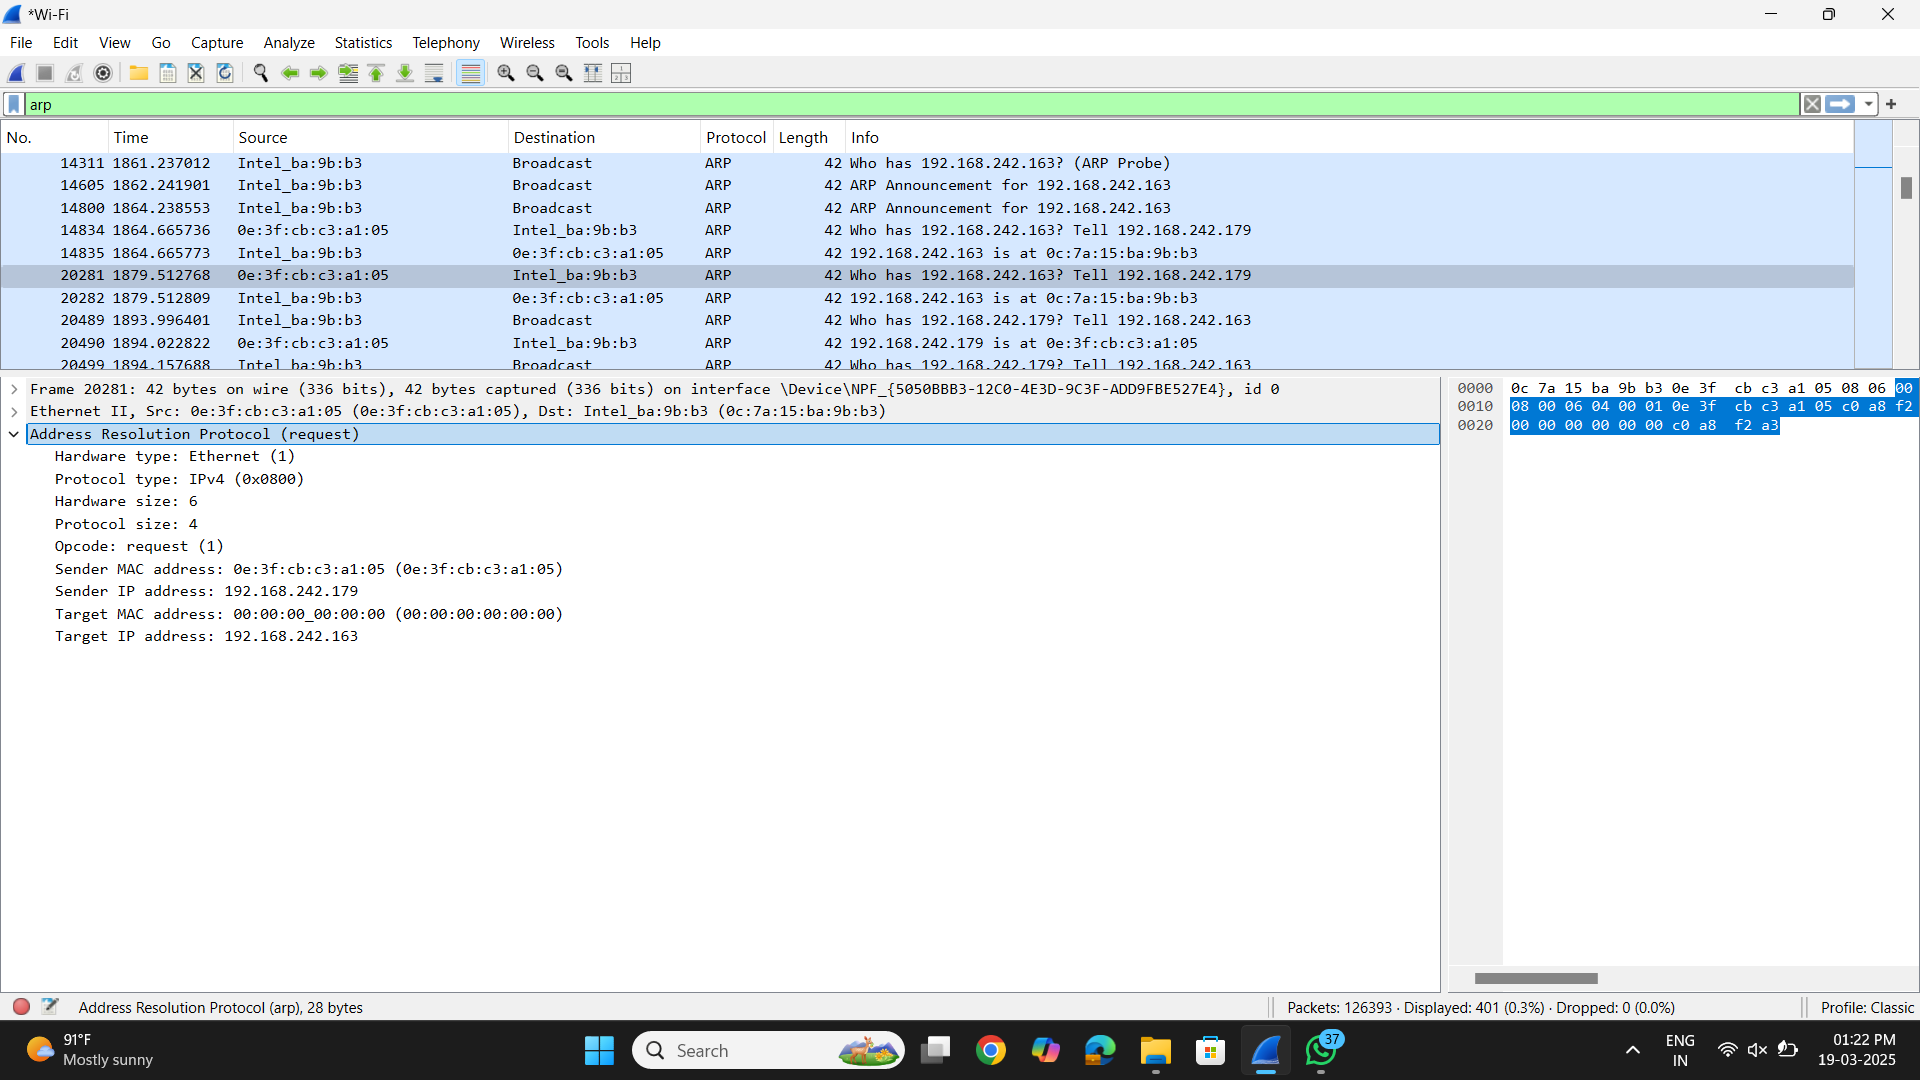 *Wi-Fi
File Edit View Go Capture Analyze Statistics Telephony Wireless Tools Help
arp
No. Time Source Destination Protocol Length Info
14311 1861.237012 Intel_ba:9b:b3 Broadcast ARP 42 Who has 192.168.242.163? (ARP Probe)
14605 1862.241901 Intel_ba:9b:b3 Broadcast ARP 42 ARP Announcement for 192.168.242.163
14800 1864.238553 Intel_ba:9b:b3 Broadcast ARP 42 ARP Announcement for 192.168.242.163
14834 1864.665736 0e:3f:cb:c3:a1:05 Intel_ba:9b:b3 ARP 42 Who has 192.168.242.163? Tell 192.168.242.179
14835 1864.665773 Intel_ba:9b:b3 0e:3f:cb:c3:a1:05 ARP 42 192.168.242.163 is at 0c:7a:15:ba:9b:b3
20281 1879.512768 0e:3f:cb:c3:a1:05 Intel_ba:9b:b3 ARP 42 Who has 192.168.242.163? Tell 192.168.242.179
20282 1879.512809 Intel_ba:9b:b3 0e:3f:cb:c3:a1:05 ARP 42 192.168.242.163 is at 0c:7a:15:ba:9b:b3
20489 1893.996401 Intel_ba:9b:b3 Broadcast ARP 42 Who has 192.168.242.179? Tell 192.168.242.163
20490 1894.022822 0e:3f:cb:c3:a1:05 Intel_ba:9b:b3 ARP 42 192.168.242.179 is at 0e:3f:cb:c3:a1:05
20499 1894.157688 Intel_ba:9b:b3 Broadcast ARP 42 Who has 192.168.242.179? Tell 192.168.242.163
Frame 20281: 42 bytes on wire (336 bits), 42 bytes captured (336 bits) on interface \Device\NPF_{5050BBB3-12C0-4E3D-9C3F-ADD9FBE527E4}, id 0
Ethernet II, Src: 0e:3f:cb:c3:a1:05 (0e:3f:cb:c3:a1:05), Dst: Intel_ba:9b:b3 (0c:7a:15:ba:9b:b3)
Address Resolution Protocol (request)
Hardware type: Ethernet (1)
Protocol type: IPv4 (0x0800)
Hardware size: 6
Protocol size: 4
Opcode: request (1)
Sender MAC address: 0e:3f:cb:c3:a1:05 (0e:3f:cb:c3:a1:05)
Sender IP address: 192.168.242.179
Target MAC address: 00:00:00_00:00:00 (00:00:00:00:00:00)
Target IP address: 192.168.242.163
0000 0c 7a 15 ba 9b b3 0e 3f cb c3 a1 05 08 06 00
0010 08 00 06 04 00 01 0e 3f cb c3 a1 05 c0 a8 f2
0020 00 00 00 00 00 00 c0 a8 f2 a3
Address Resolution Protocol (arp), 28 bytes
Packets: 126393 · Displayed: 401 (0.3%) · Dropped: 0 (0.0%)
Profile: Classic
91°F
Mostly sunny
Search
37
ENG
IN
01:22 PM
19-03-2025